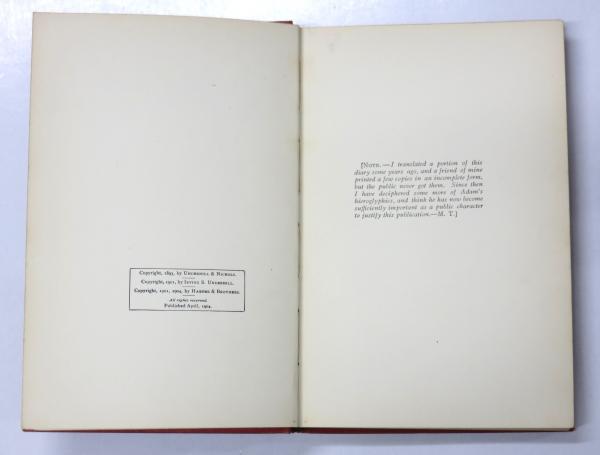 Copyright, 1893, by UNDERHILL & NICHOLS.
Copyright, 1901, by IRVING S. UNDERHILL.
Copyright, 1901, 1904, by HARPER & BROTHERS.
All rights reserved.
Published April, 1904.
[NOTE.—I translated a portion of this
diary some years ago, and a friend of mine
printed a few copies in an incomplete form,
but the public never got them. Since then
I have deciphered some more of Adam's
hieroglyphics, and think he has now become
sufficiently important as a public character
to justify this publication.—M. T.]